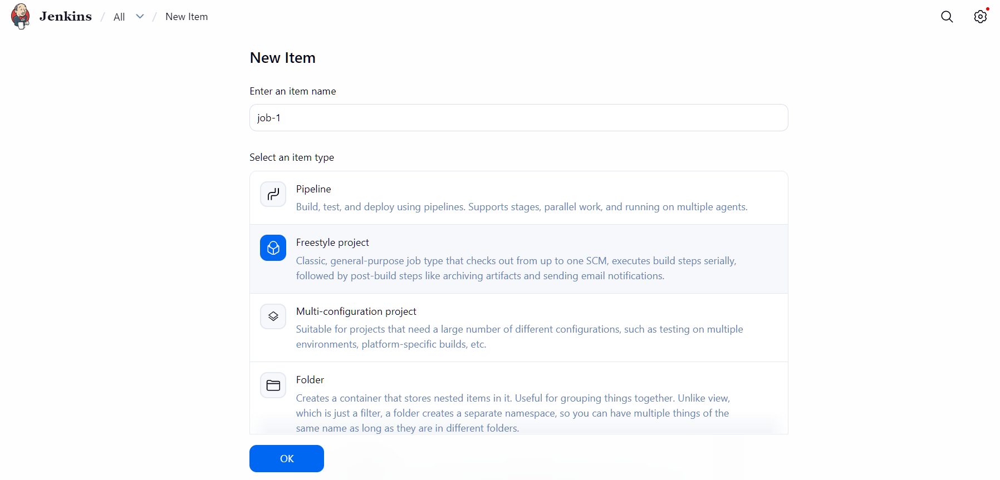 Jenkins / All / New Item
New Item
Enter an item name
job-1
Select an item type
Pipeline
Build, test, and deploy using pipelines. Supports stages, parallel work, and running on multiple agents.
Freestyle project
Classic, general-purpose job type that checks out from up to one SCM, executes build steps serially,
followed by post-build steps like archiving artifacts and sending email notifications.
Multi-configuration project
Suitable for projects that need a large number of different configurations, such as testing on multiple
environments, platform-specific builds, etc.
Folder
Creates a container that stores nested items in it. Useful for grouping things together. Unlike view,
which is just a filter, a folder creates a separate namespace, so you can have multiple things of the
same name as long as they are in different folders.
OK